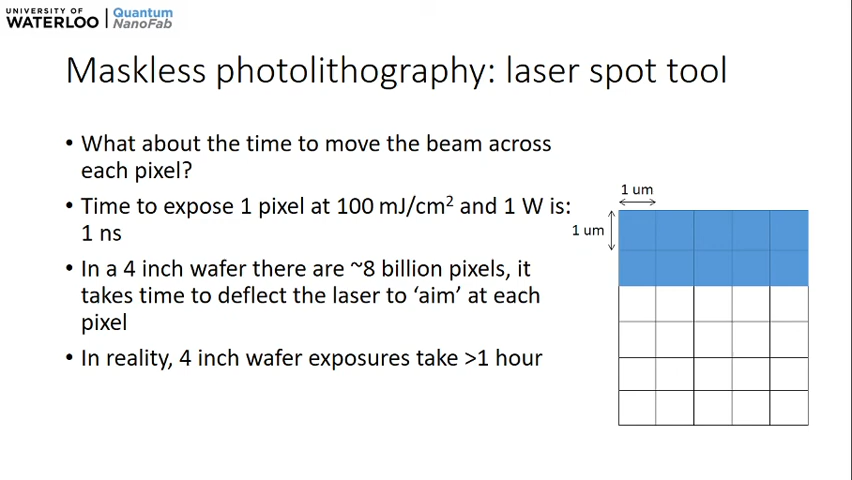 UNIVERSITY OF
WATERLOO
Quantum
NanoFab
Maskless photolithography: laser spot tool
• What about the time to move the beam across
each pixel?
• Time to expose 1 pixel at 100 mJ/cm² and 1 W is:
1 ns
• In a 4 inch wafer there are ~8 billion pixels, it
takes time to deflect the laser to ‘aim’ at each
pixel
• In reality, 4 inch wafer exposures take >1 hour
1 um
1 um